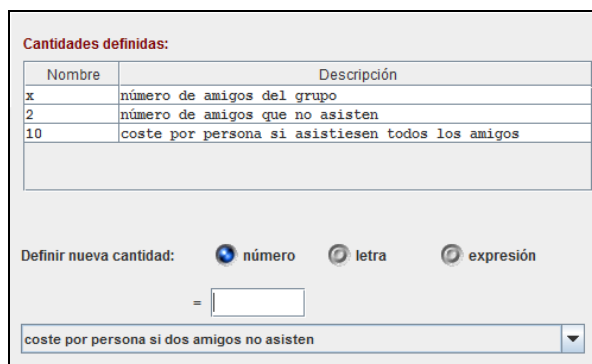 Cantidades definidas:
Nombre Descripción
x número de amigos del grupo
2 número de amigos que no asisten
10 coste por persona si asistiesen todos los amigos
Definir nueva cantidad: número letra expresión
=
coste por persona si dos amigos no asisten